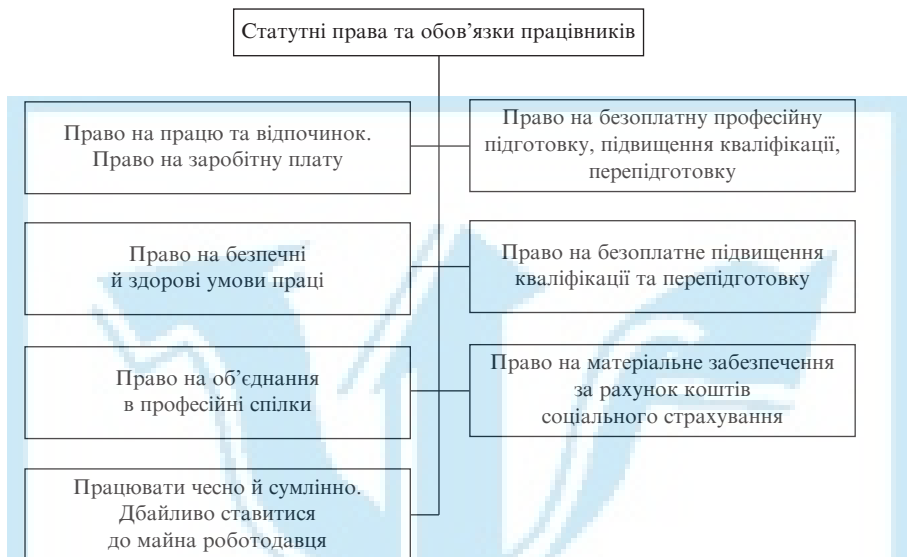 Статутні права та обов’язки працівників
Право на працю та відпочинок.
Право на заробітну плату
Право на безоплатну професійну
підготовку, підвищення кваліфікації,
перепідготовку
Право на безпечні
й здорові умови праці
Право на безоплатне підвищення
кваліфікації та перепідготовку
Право на об’єднання
в професійні спілки
Право на матеріальне забезпечення
за рахунок коштів
соціального страхування
Працювати чесно й сумлінно.
Дбайливо ставитися
до майна роботодавця